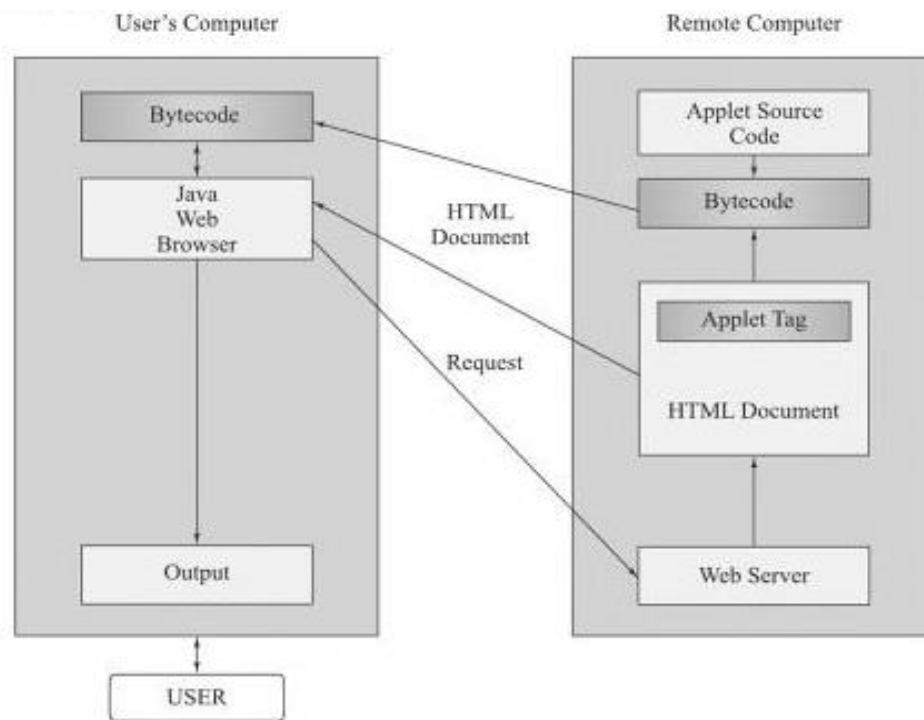 User's Computer
Remote Computer
Bytecode
Java
Web
Browser
Output
USER
HTML
Document
Request
Applet Source
Code
Bytecode
Applet Tag
HTML Document
Web Server